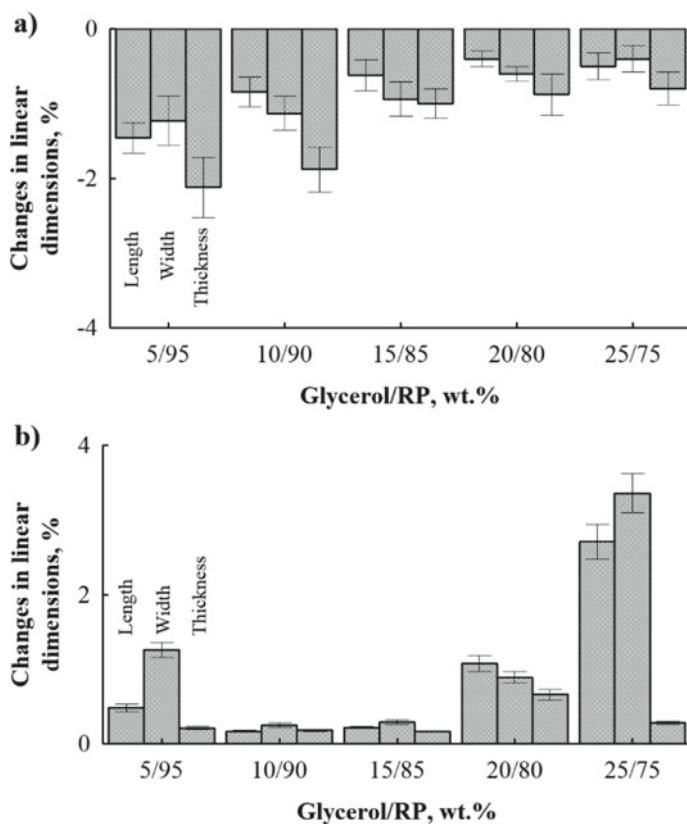 a)
0
-2
-4
Changes in linear
dimensions, %
Length
Width
Thickness
5/95 10/90 15/85 20/80 25/75
Glycerol/RP, wt.%
b)
4
2
0
Changes in linear
dimensions, %
Length
Width
Thickness
5/95 10/90 15/85 20/80 25/75
Glycerol/RP, wt.%